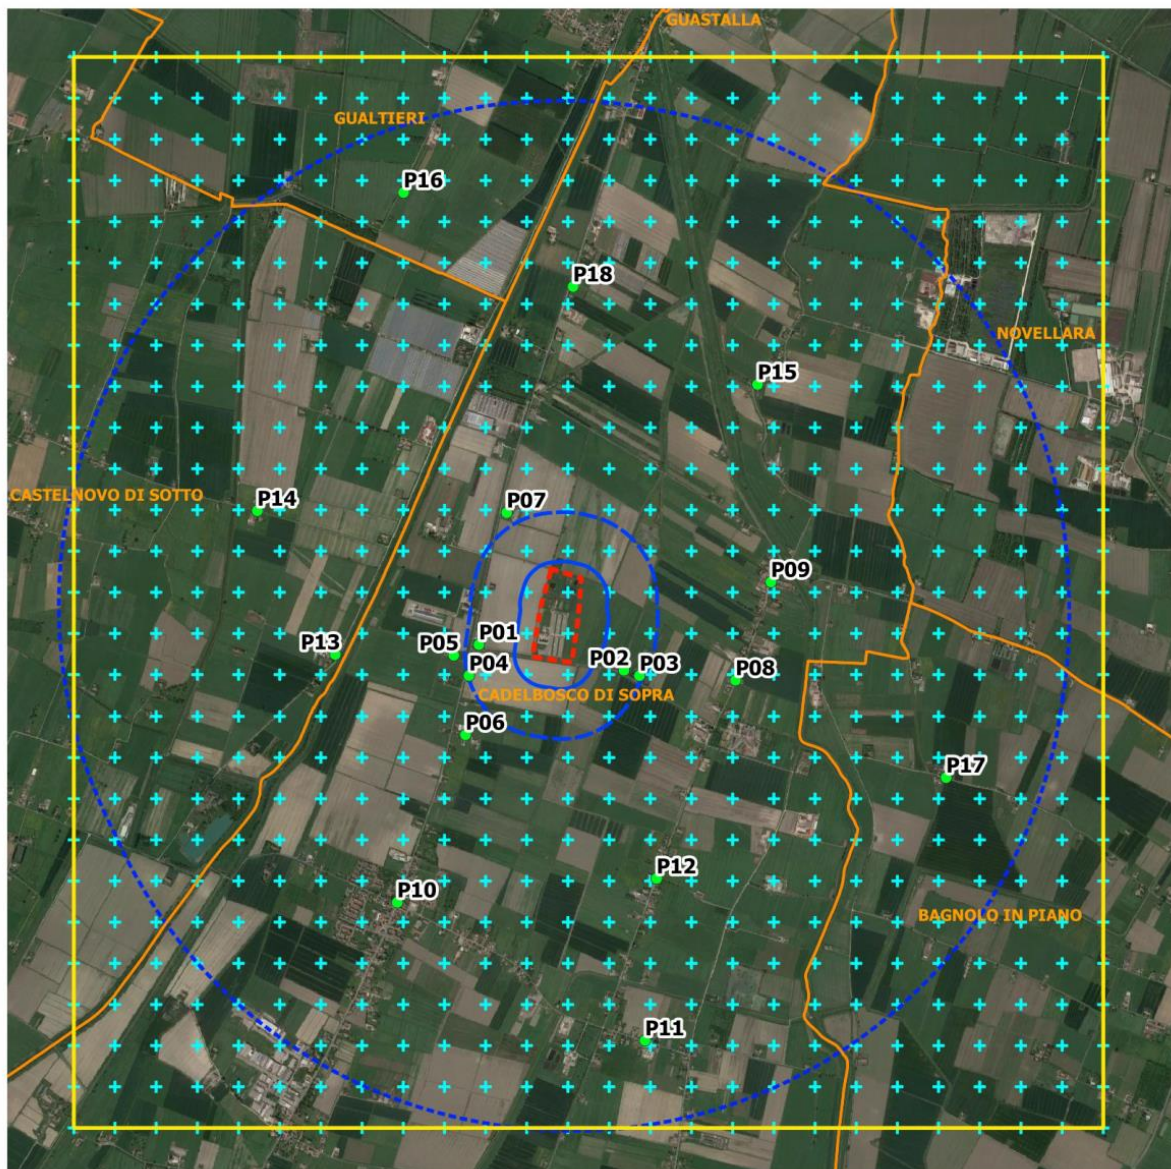 GUASTALLA
GUALTIERI
P16
P18
NOVELLARA
P15
CASTELNOVO DI SOTTO
P14
P07
P09
P01
P13
P05
P02
P04
P03
P08
CADELBOSCO DI SOPRA
P06
P17
P12
P10
BAGNOLO IN PIANO
P11